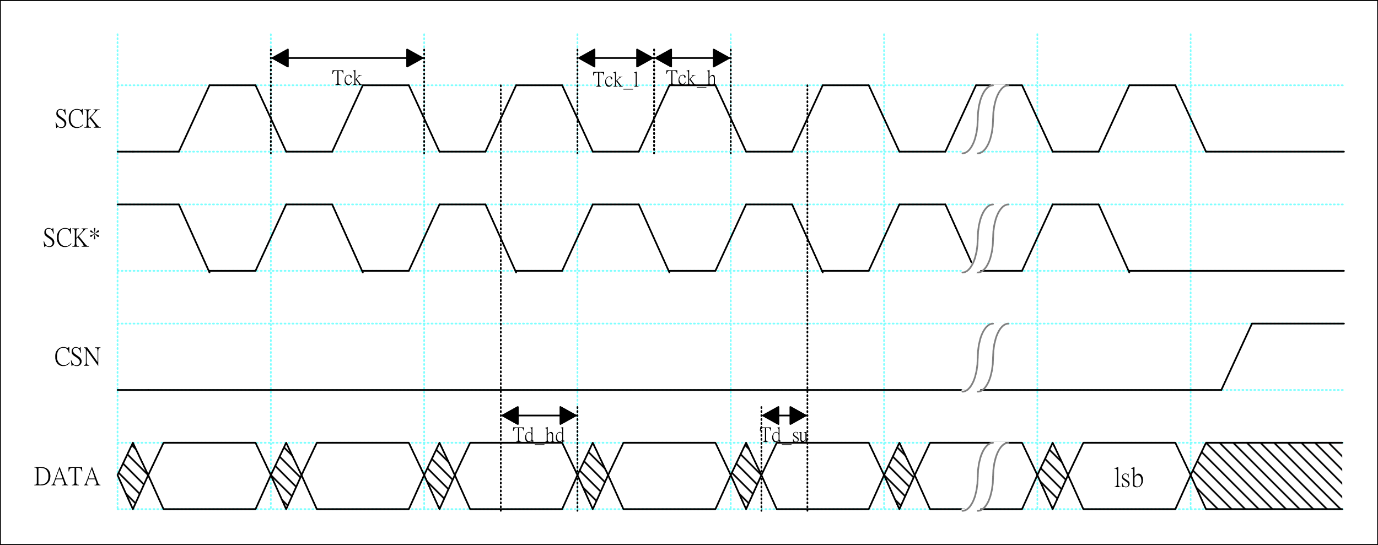 Tck
Tck_l
Tck_h
SCK
SCK*
CSN
Td_hd
Td_su
DATA
lsb